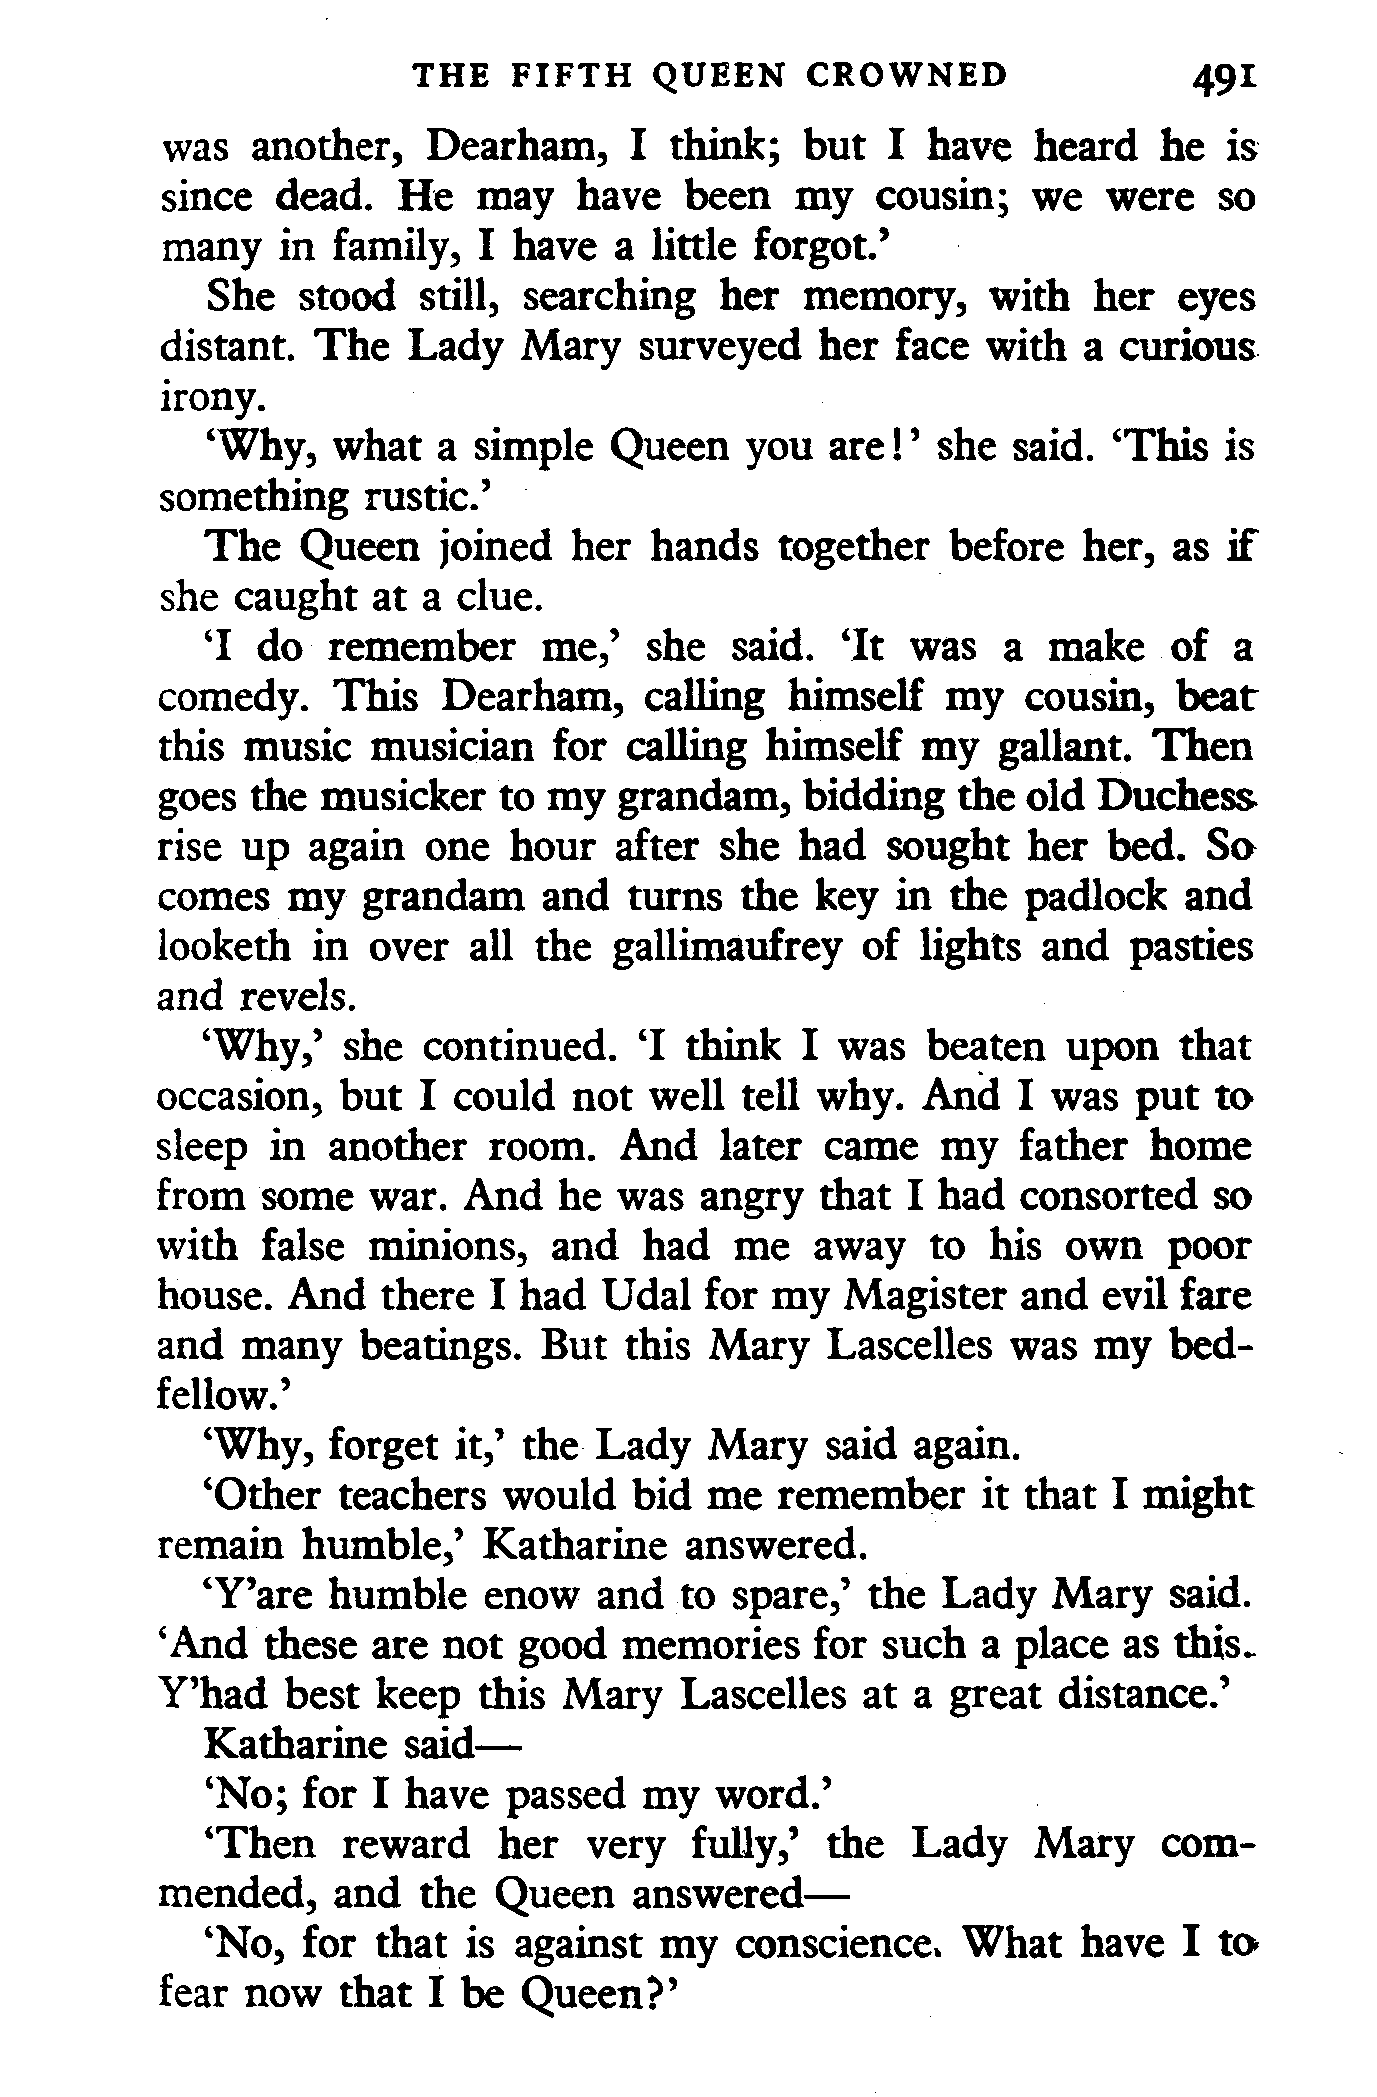 THE FIFTH QUEEN CROWNED 491
was another, Dearham, I think; but I have heard he is
since dead. He may have been my cousin; we were so
many in family, I have a little forgot.’
She stood still, searching her memory, with her eyes
distant. The Lady Mary surveyed her face with a curious
irony.
‘Why, what a simple Queen you are!’ she said. ‘This is
something rustic.’
The Queen joined her hands together before her, as if
she caught at a clue.
‘I do remember me,’ she said. ‘It was a make of a
comedy. This Dearham, calling himself my cousin, beat
this music musician for calling himself my gallant. Then
goes the musicker to my grandam, bidding the old Duchess
rise up again one hour after she had sought her bed. So
comes my grandam and turns the key in the padlock and
looketh in over all the gallimaufrey of lights and pasties
and revels.
‘Why,’ she continued. ‘I think I was beaten upon that
occasion, but I could not well tell why. And I was put to
sleep in another room. And later came my father home
from some war. And he was angry that I had consorted so
with false minions, and had me away to his own poor
house. And there I had Udal for my Magister and evil fare
and many beatings. But this Mary Lascelles was my bed-
fellow.’
‘Why, forget it,’ the Lady Mary said again.
‘Other teachers would bid me remember it that I might
remain humble,’ Katharine answered.
‘Y’are humble enow and to spare,’ the Lady Mary said.
‘And these are not good memories for such a place as this.
Y’had best keep this Mary Lascelles at a great distance.’
Katharine said—
‘No; for I have passed my word.’
‘Then reward her very fully,’ the Lady Mary com-
mended, and the Queen answered—
‘No, for that is against my conscience. What have I to
fear now that I be Queen?’